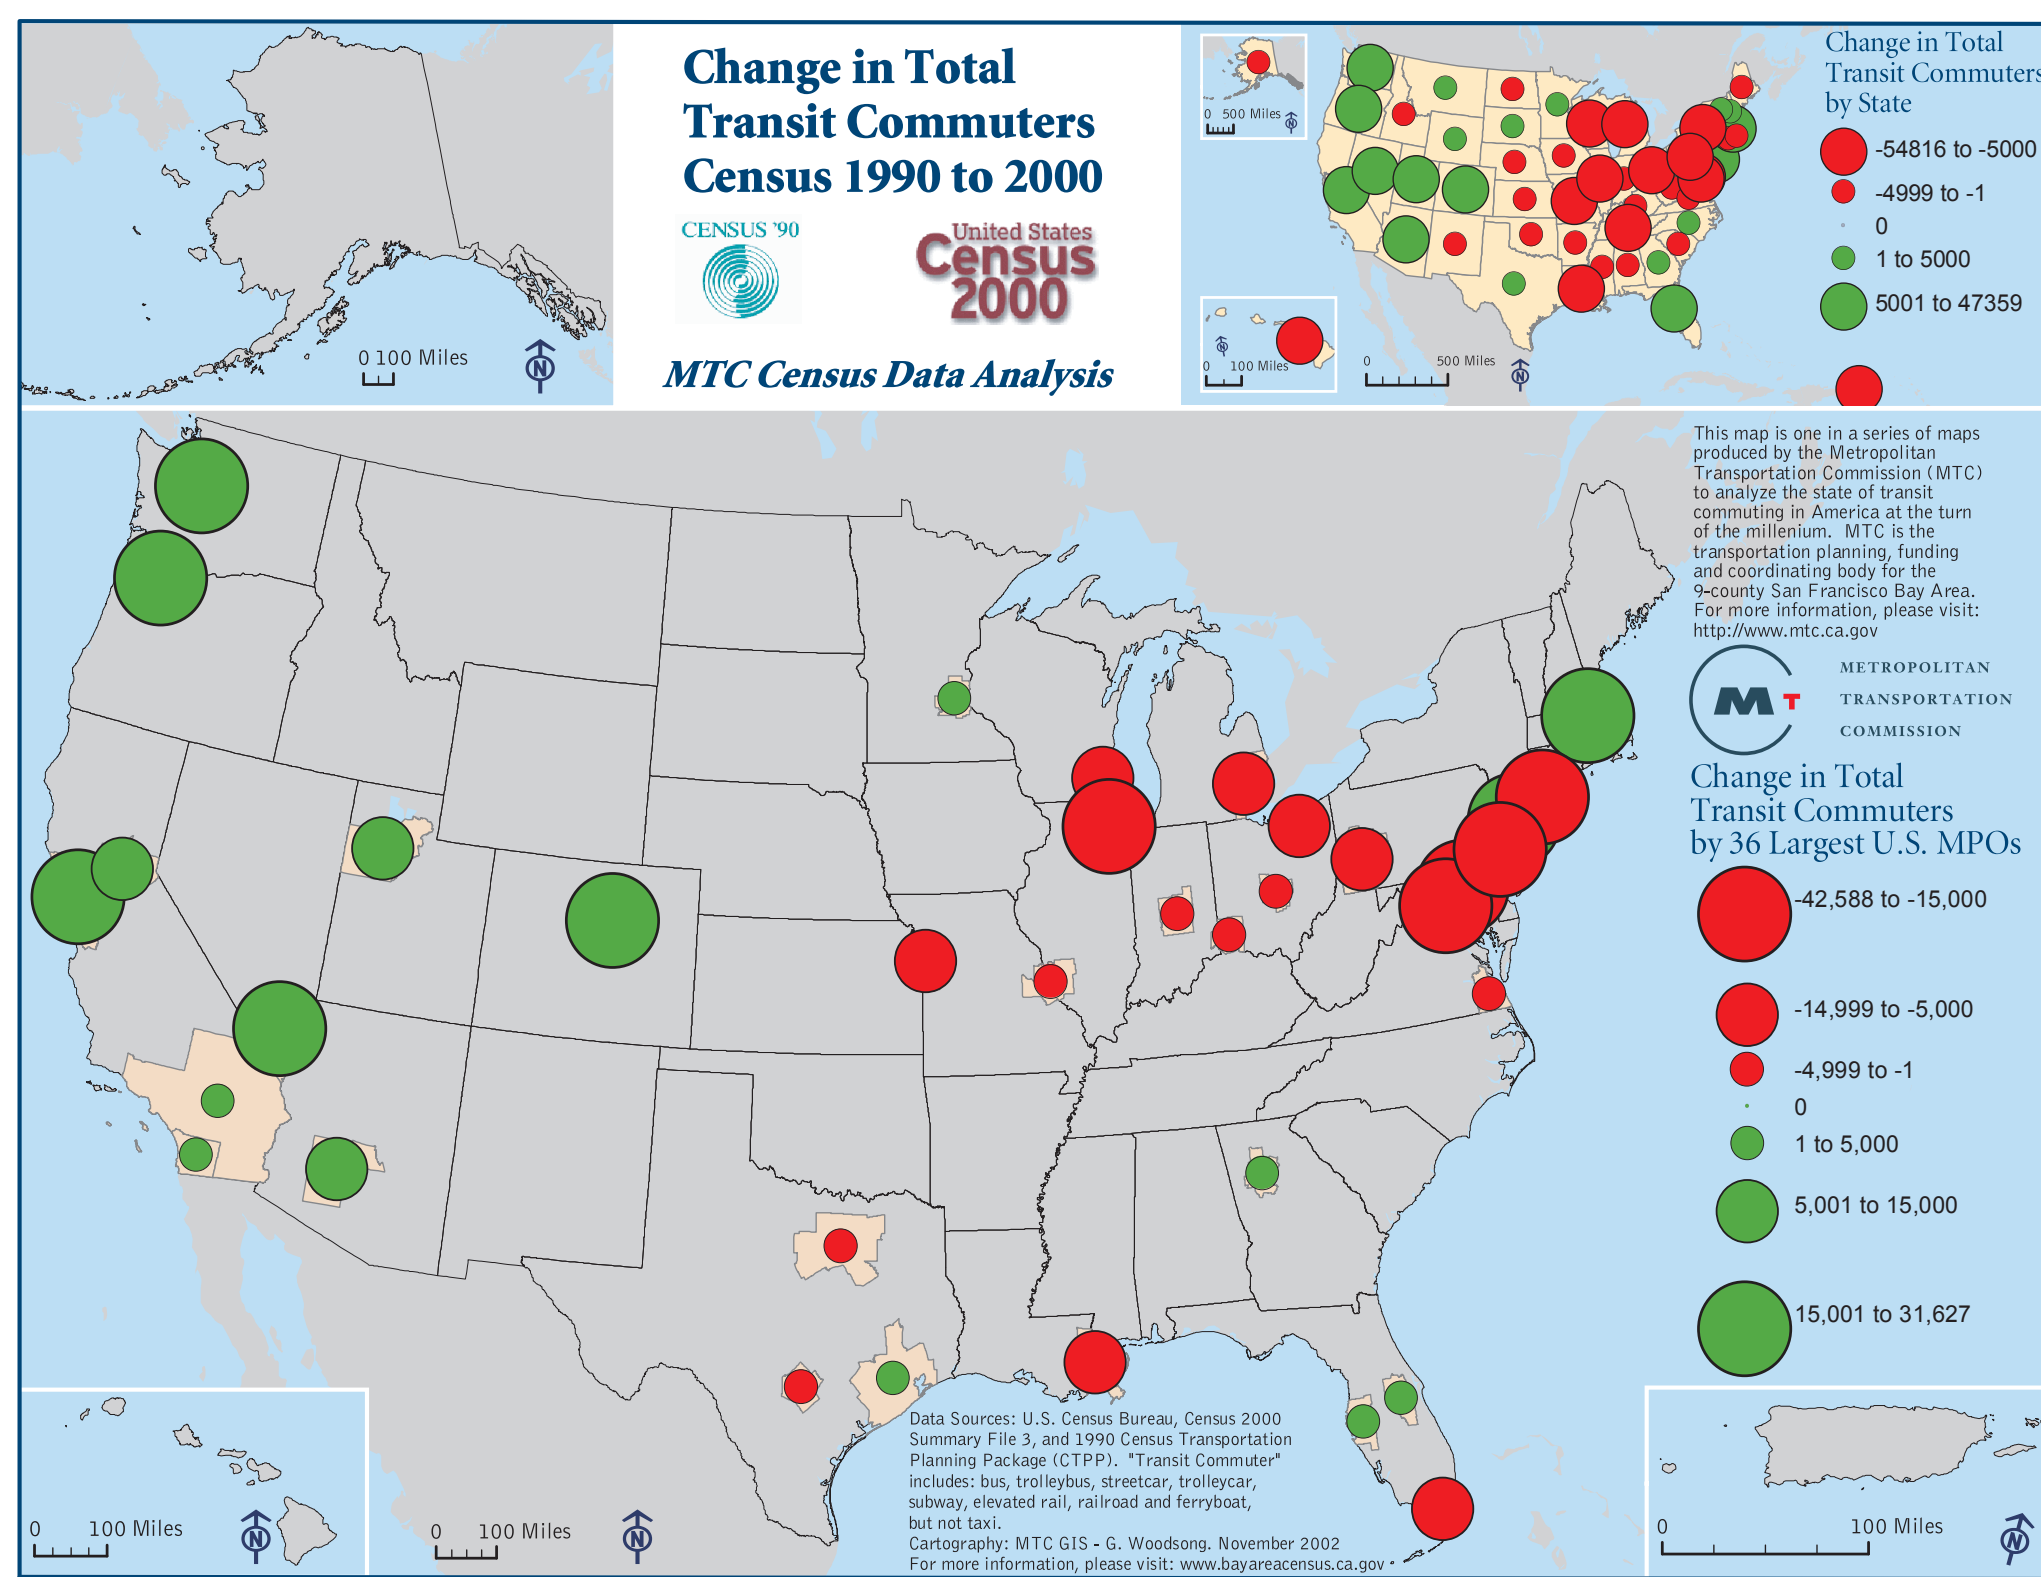 Change in Total
Transit Commuters
Census 1990 to 2000
CENSUS '90
United States
Census
2000
MTC Census Data Analysis
0 100 Miles
N
0 500 Miles
N
N
0 100 Miles
0 500 Miles
N
Change in Total
Transit Commuters
by State
-54816 to -5000
-4999 to -1
0
1 to 5000
5001 to 47359
This map is one in a series of maps
produced by the Metropolitan
Transportation Commission (MTC)
to analyze the state of transit
commuting in America at the turn
of the millenium. MTC is the
transportation planning, funding
and coordinating body for the
9-county San Francisco Bay Area.
For more information, please visit:
http://www.mtc.ca.gov
MT
METROPOLITAN
TRANSPORTATION
COMMISSION
Change in Total
Transit Commuters
by 36 Largest U.S. MPOs
-42,588 to -15,000
-14,999 to -5,000
-4,999 to -1
0
1 to 5,000
5,001 to 15,000
15,001 to 31,627
Data Sources: U.S. Census Bureau, Census 2000
Summary File 3, and 1990 Census Transportation
Planning Package (CTPP). "Transit Commuter"
includes: bus, trolleybus, streetcar, trolleycar,
subway, elevated rail, railroad and ferryboat,
but not taxi.
Cartography: MTC GIS - G. Woodsong. November 2002
For more information, please visit: www.bayareacensus.ca.gov
0 100 Miles
N
0 100 Miles
N
0 100 Miles
N